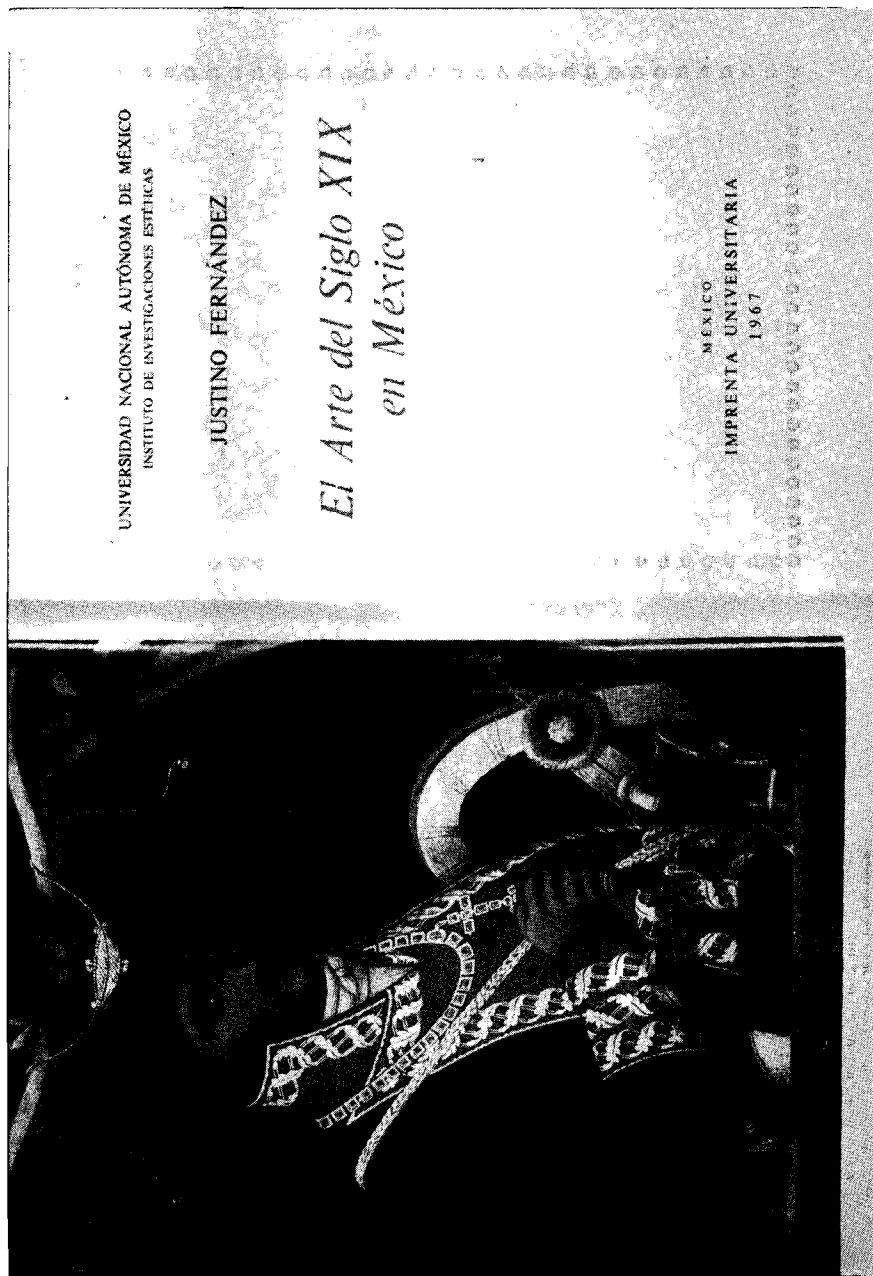 UNIVERSIDAD NACIONAL AUTÓNOMA DE MÉXICO
INSTITUTO DE INVESTIGACIONES ESTÉTICAS
JUSTINO FERNÁNDEZ
El Arte del Siglo XIX
en México
MÉXICO
IMPRENTA UNIVERSITARIA
1967